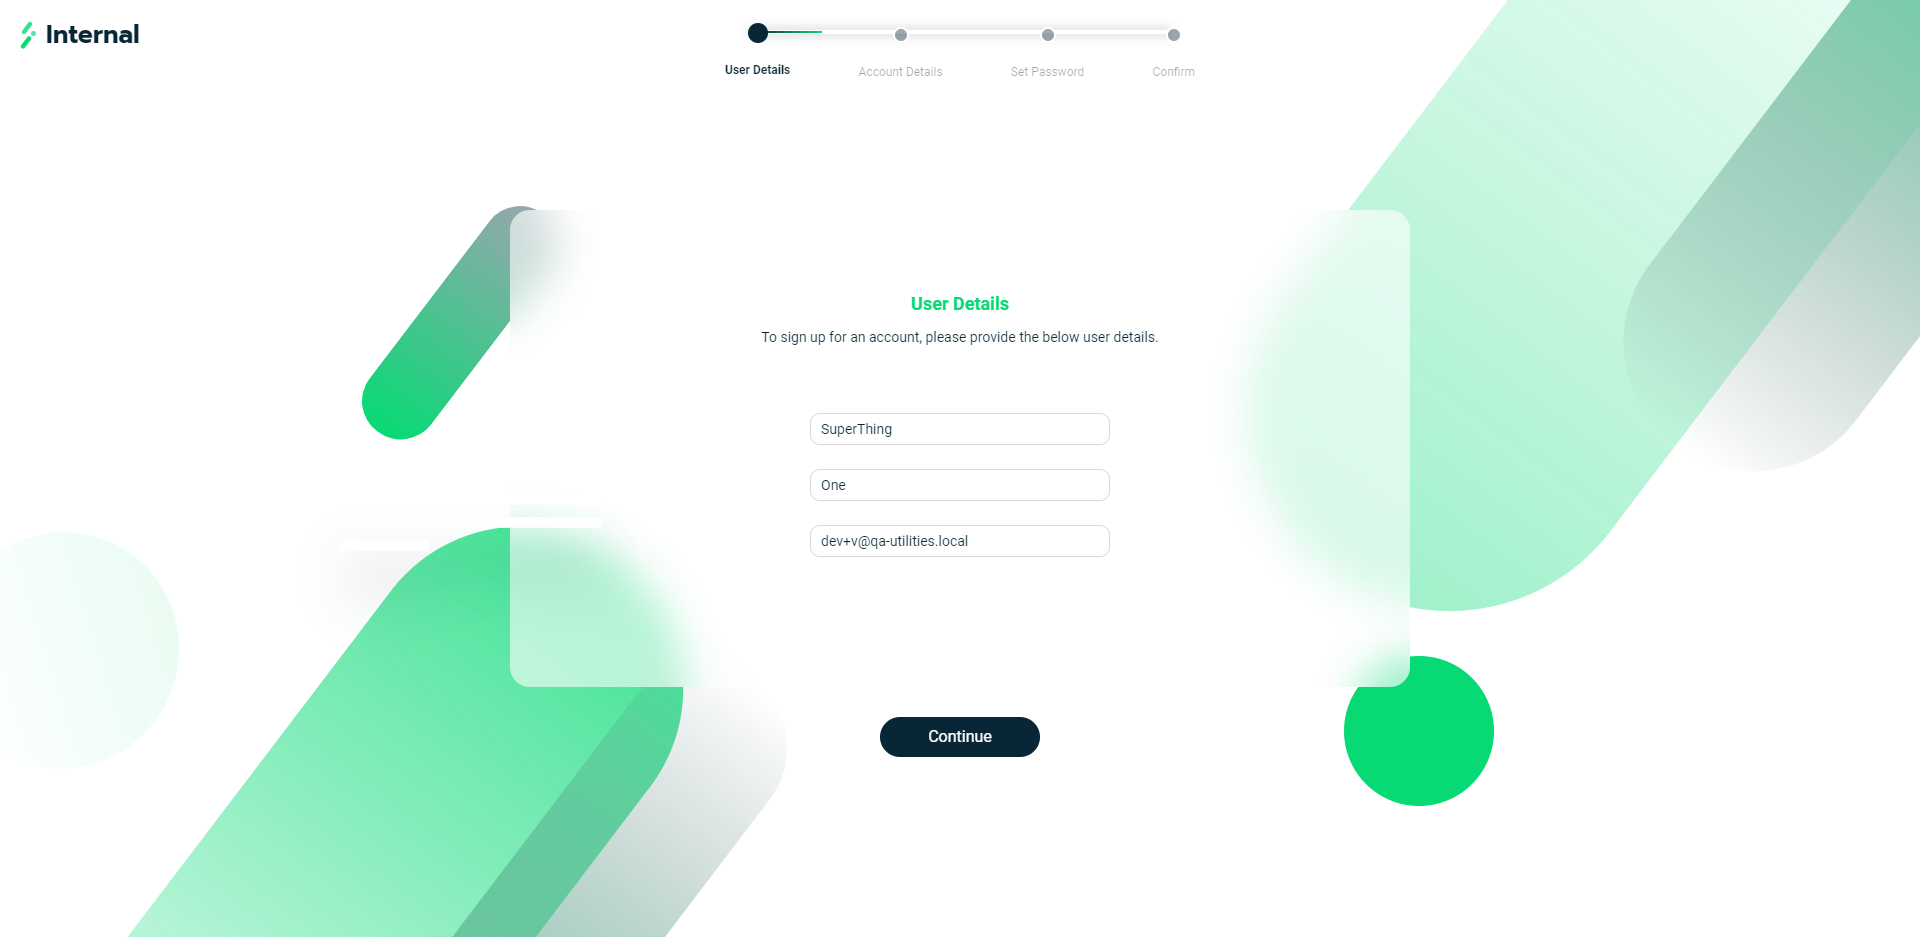 Internal
User Details
Account Details
Set Password
Confirm
User Details
To sign up for an account, please provide the below user details.
SuperThing
One
dev+v@qa-utilities.local
Continue